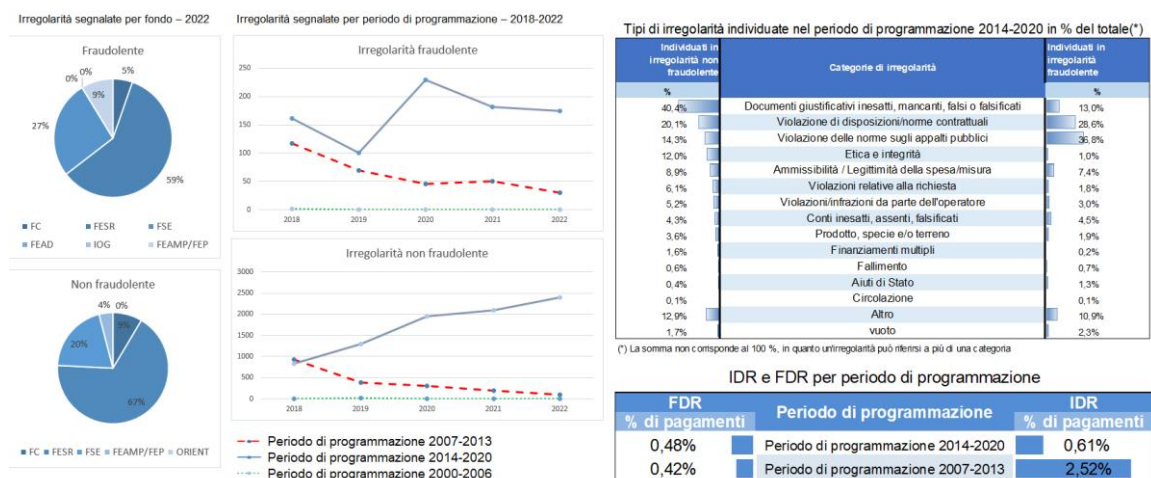 Irregolarità segnalate per fondo – 2022
Fraudolente
0%
0%
5%
9%
27%
59%
FC FESR FSE
FEAD IOG FEAMP/FEP
Non fraudolente
4%
0%
9%
20%
67%
FC FESR FSE FEAMP/FEP ORIENT
Irregolarità segnalate per periodo di programmazione – 2018-2022
Irregolarità fraudolente
250
200
150
100
50
0
2018 2019 2020 2021 2022
Irregolarità non fraudolente
3000
2500
2000
1500
1000
500
0
2018 2019 2020 2021 2022
Periodo di programmazione 2007-2013
Periodo di programmazione 2014-2020
Periodo di programmazione 2000-2006
Tipi di irregolarità individuate nel periodo di programmazione 2014-2020 in % del totale(*)
Individuati in
irregolarità non
fraudolente
Categorie di irregolarità
Individuati in
irregolarità
fraudolente
% %
40,4% Documenti giustificativi inesatti, mancanti, falsi o falsificati 13,0%
20,1% Violazione di disposizioni/norme contrattuali 28,6%
14,3% Violazione delle norme sugli appalti pubblici 36,8%
12,0% Etica e integrità 1,0%
8,9% Ammissibilità / Legittimità della spesa/misura 7,4%
6,1% Violazioni relative alla richiesta 1,8%
5,2% Violazioni/infrazioni da parte dell'operatore 3,0%
4,3% Conti inesatti, assenti, falsificati 4,5%
3,6% Prodotto, specie e/o terreno 1,9%
1,6% Finanziamenti multipli 0,2%
0,6% Fallimento 0,7%
0,4% Aiuti di Stato 1,3%
0,1% Circolazione 0,1%
12,9% Altro 10,9%
1,7% vuoto 2,3%
(*) La somma non corrisponde al 100 %, in quanto un'irregolarità può riferirsi a più di una categoria
IDR e FDR per periodo di programmazione
FDR Periodo di programmazione IDR
% di pagamenti % di pagamenti
0,48% Periodo di programmazione 2014-2020 0,61%
0,42% Periodo di programmazione 2007-2013 2,52%